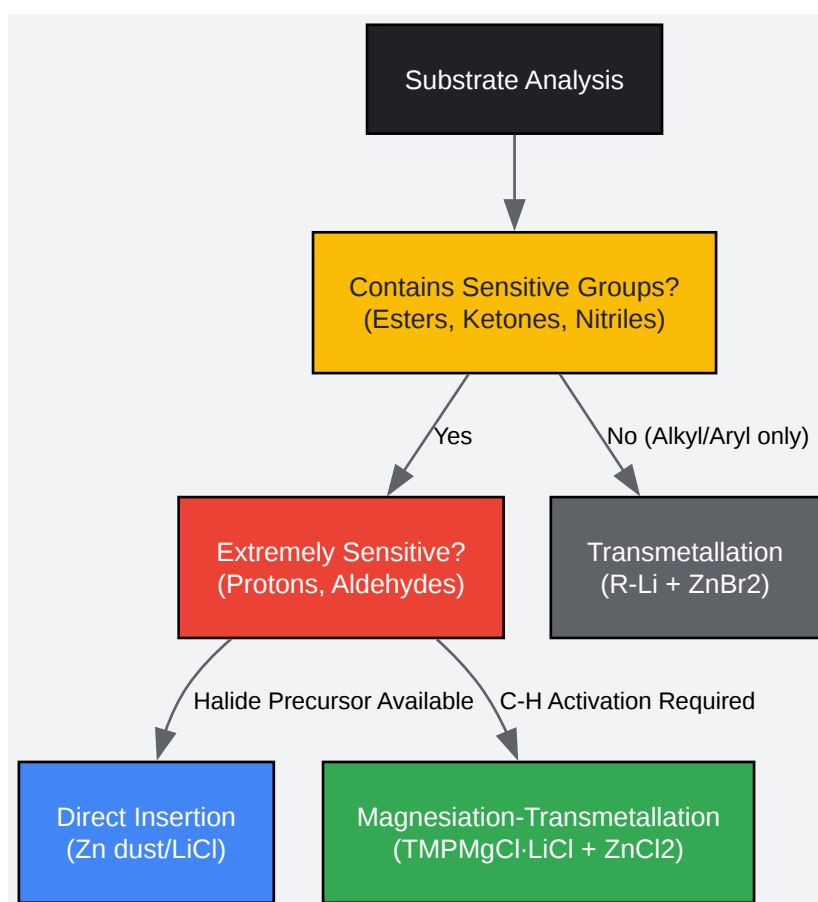 Substrate Analysis
Contains Sensitive Groups?
(Esters, Ketones, Nitriles)
Yes
No (Alkyl/Aryl only)
Extremely Sensitive?
(Protons, Aldehydes)
Transmetallation
(R-Li + ZnBr2)
Halide Precursor Available
C-H Activation Required
Direct Insertion
(Zn dust/LiCl)
Magnesiation-Transmetallation
(TMPMgCl·LiCl + ZnCl2)